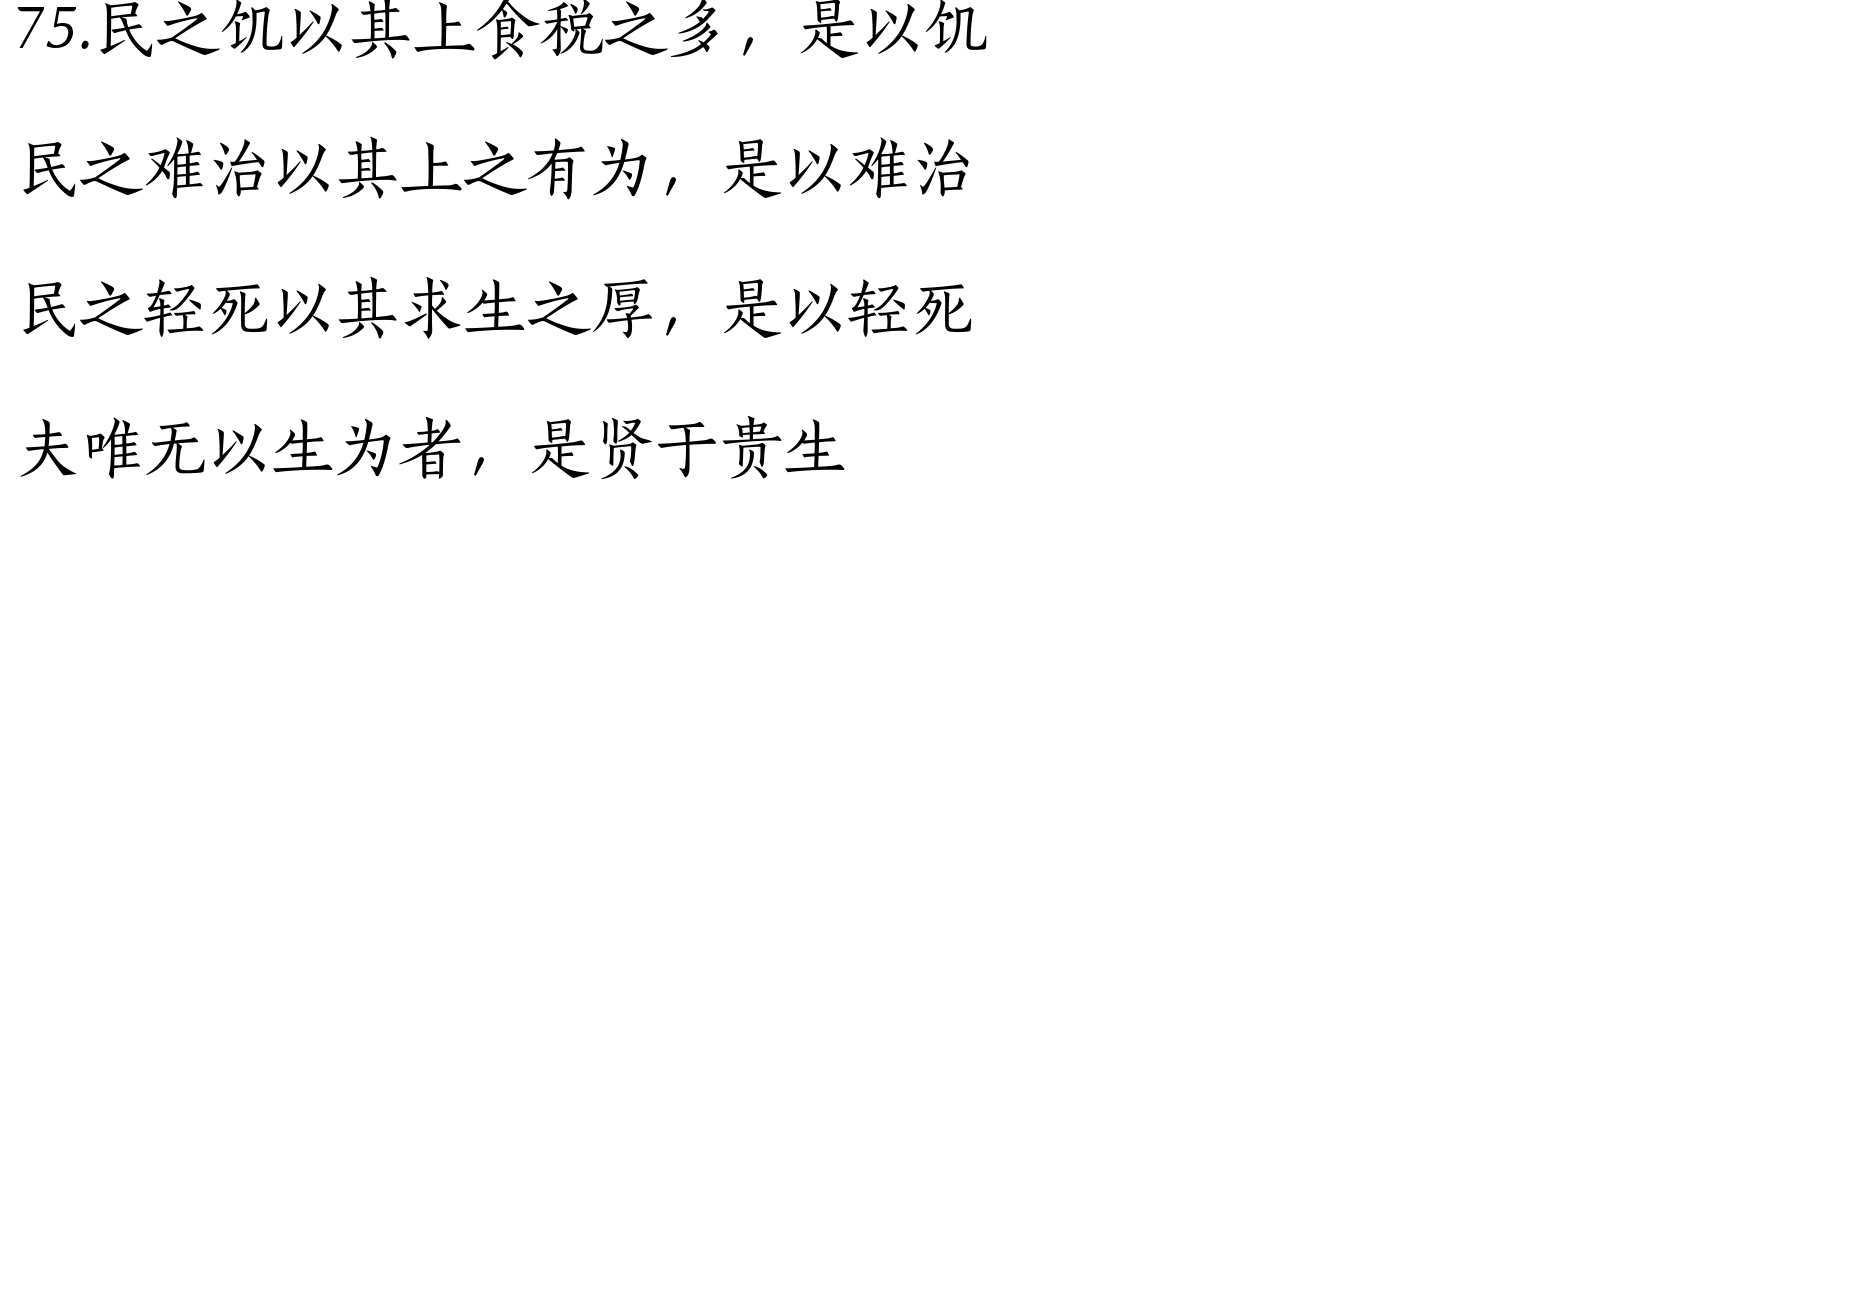 75.民之饥以其上食税之多，是以饥
民之难治以其上之有为，是以难治
民之轻死以其求生之厚，是以轻死
夫唯无以生为者，是贤于贵生